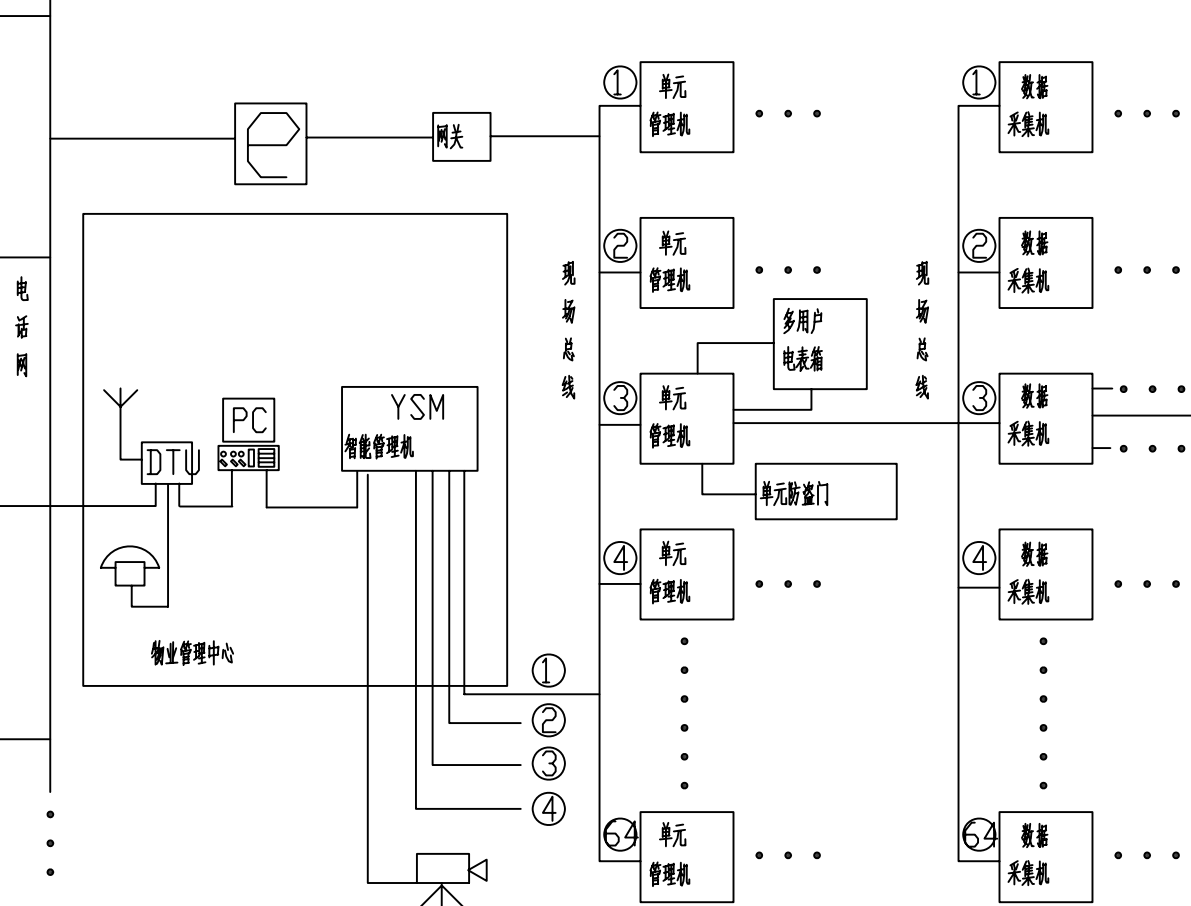 ① 单元
管理机
① 数据
采集机
e
网关
② 单元
管理机
② 数据
采集机
现场总线
现场总线
电话网
多用户
电表箱
③ 单元
管理机
③ 数据
采集机
PC
YSM
智能管理机
DTU
单元防盗门
④ 单元
管理机
④ 数据
采集机
物业管理中心
①
②
③
④
64 单元
管理机
64 数据
采集机